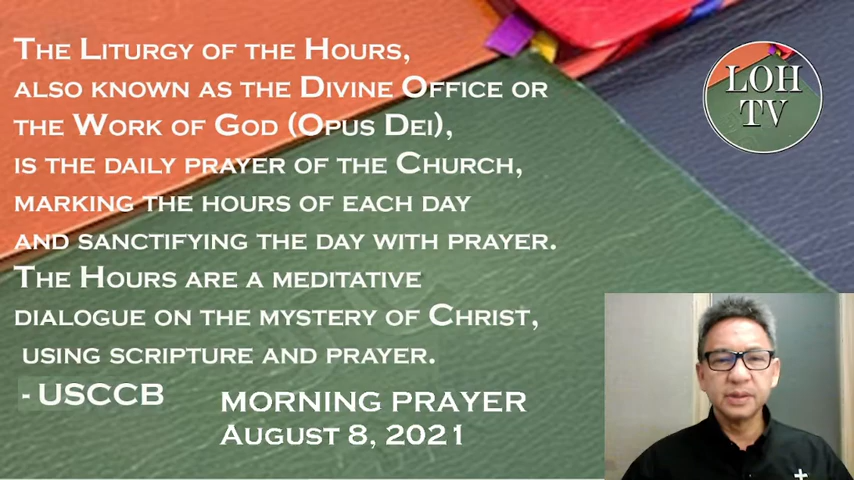 The Liturgy of the Hours,
also known as the Divine Office or
the Work of God (Opus Dei),
is the daily prayer of the Church,
marking the hours of each day
and sanctifying the day with prayer.
The Hours are a meditative
dialogue on the mystery of Christ,
using scripture and prayer.
- USCCB
MORNING PRAYER
August 8, 2021
LOH
TV